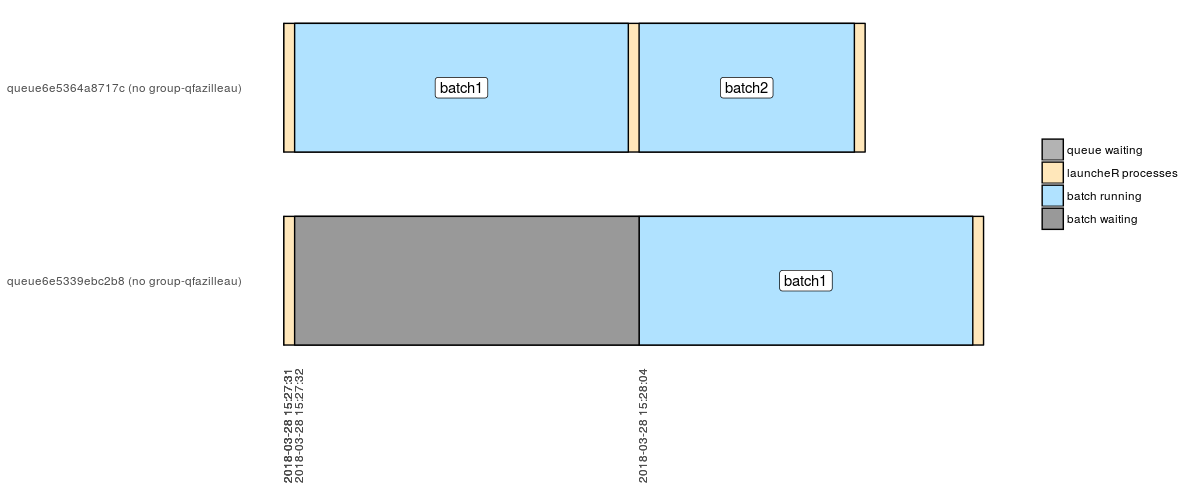 batch1
batch2
queue6e5364a8717c (no group-qfazilleau)
queue waiting
launcheR processes
batch running
batch waiting
queue6e5339ebc2b8 (no group-qfazilleau)
batch1
2018-03-28 15:27:31
2018-03-28 15:27:32
2018-03-28 15:28:04